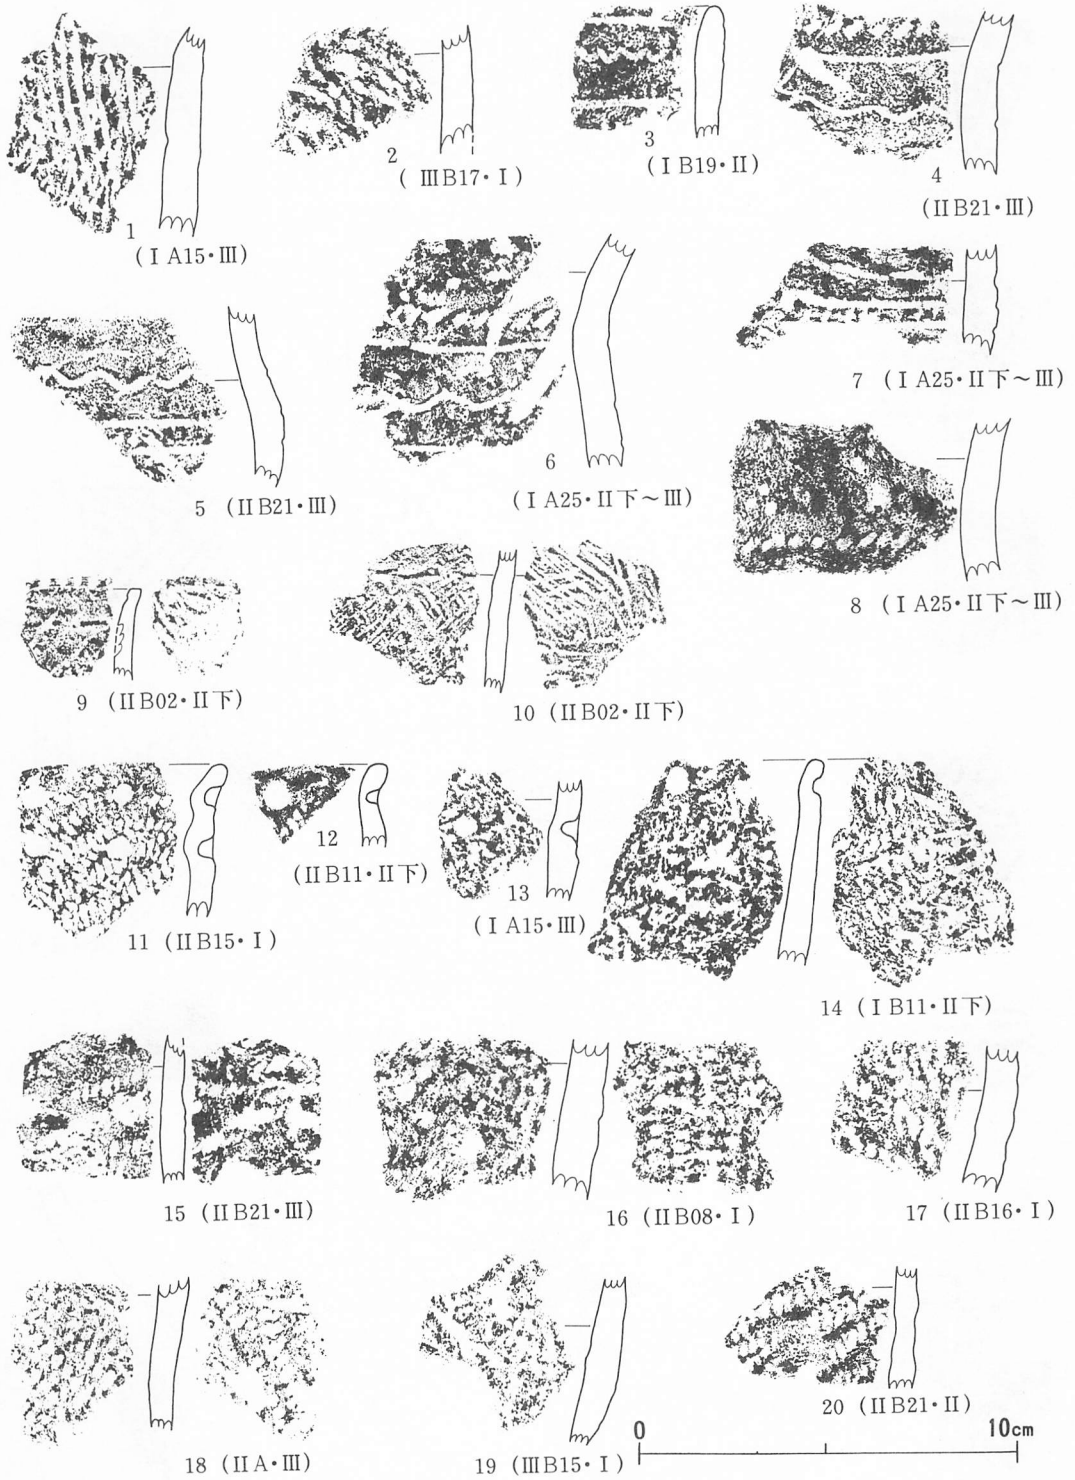 1
(ⅠA15・Ⅲ)
2
(ⅢB17・Ⅰ)
3
(ⅠB19・Ⅱ)
4
(ⅡB21・Ⅲ)
5 (ⅡB21・Ⅲ)
6
(ⅠA25・Ⅱ下~Ⅲ)
7 (ⅠA25・Ⅱ下~Ⅲ)
8 (ⅠA25・Ⅱ下~Ⅲ)
9 (ⅡB02・Ⅱ下)
10 (ⅡB02・Ⅱ下)
11 (ⅡB15・Ⅰ)
12
(ⅡB11・Ⅱ下)
13
(ⅠA15・Ⅲ)
14 (ⅠB11・Ⅱ下)
15 (ⅡB21・Ⅲ)
16 (ⅡB08・Ⅰ)
17 (ⅡB16・Ⅰ)
18 (ⅡA・Ⅲ)
19 (ⅢB15・Ⅰ)
20 (ⅡB21・Ⅱ)
0 10cm